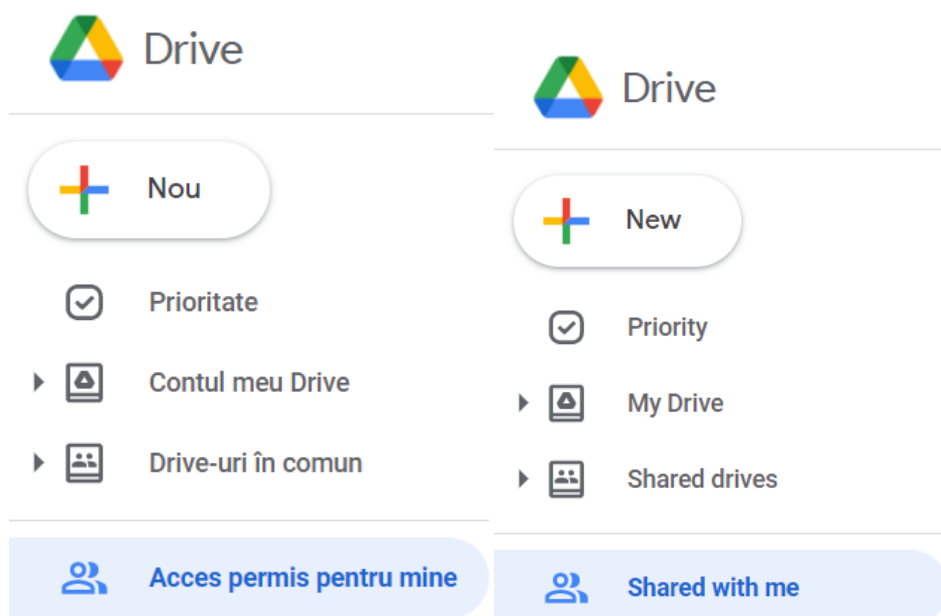 Drive
Nou
Prioritate
Contul meu Drive
Drive-uri în comun
Acces permis pentru mine
Drive
New
Priority
My Drive
Shared drives
Shared with me